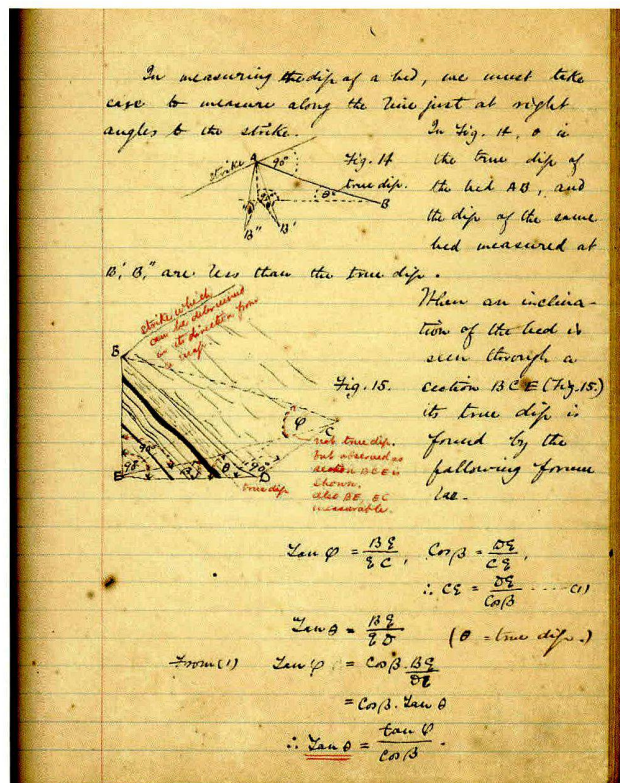 In measuring the dip of a bed, we must take
care to measure along the line just at right
angles to the strike.
In Fig. 14, θ is
the true dip of
the bed AB, and
the dip of the same
bed measured at
strike
A
90°
Fig. 14
true dip.
θ
B
B''
B'
B', B'', are less than the true dip.
When an inclina-
tion of the bed is
seen through a
section BCE (Fig. 15.)
its true dip is
found by the
following formu-
lae.
strike which
can be determined
in its direction from
a map.
B
Fig. 15.
φ
C
not true dip.
but observed as
section BCE is
shown.
also BE, EC
measurable.
90°
90°
β
θ
90°
D
E
true dip
Tan φ = BE/EC, Cos β = DE/CE,
∴ CE = DE/Cos β ······ (1)
Tan θ = BE/ED (θ = true dip.)
From (1) Tan φ = Cos β · BE/DE
= Cos β · Tan θ
∴ Tan θ = tan φ/Cos β.